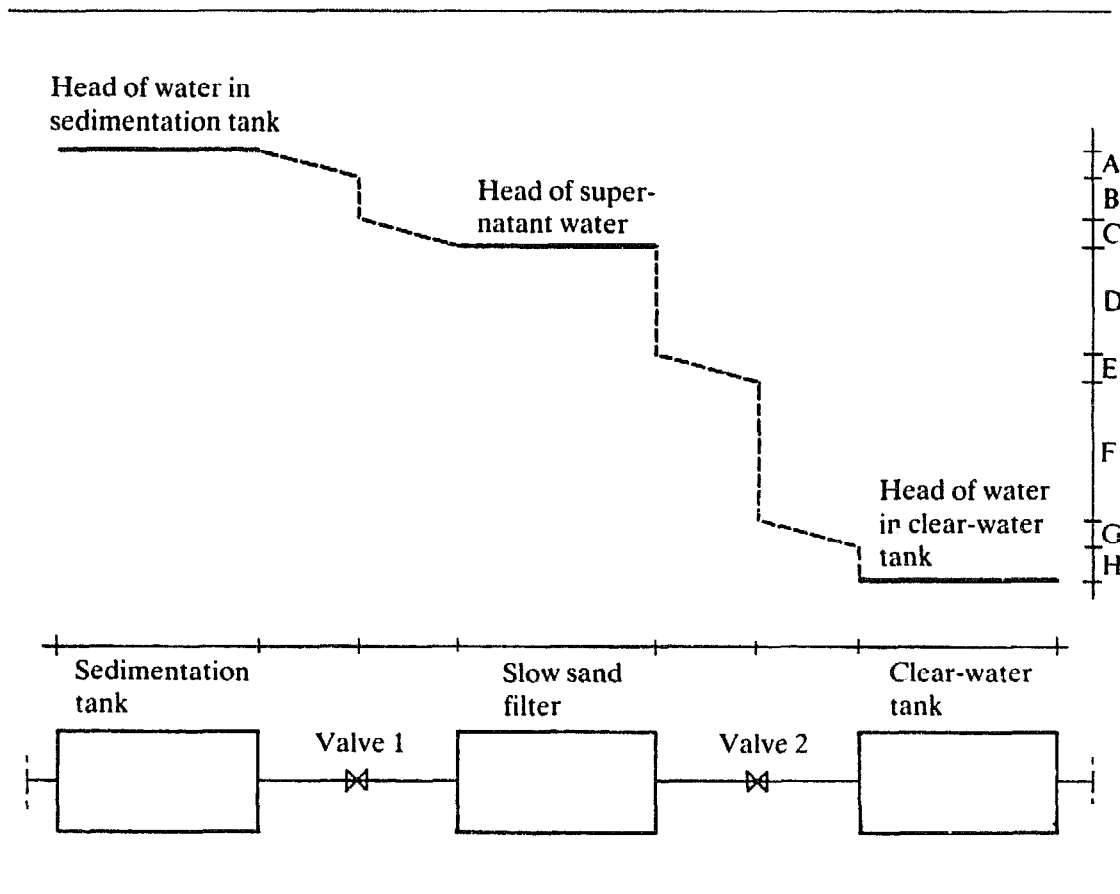 Head of water in
sedimentation tank
Head of super-
natant water
Head of water
in clear-water
tank
A
B
C
D
E
F
G
H
Sedimentation
tank
Slow sand
filter
Clear-water
tank
Valve 1
Valve 2